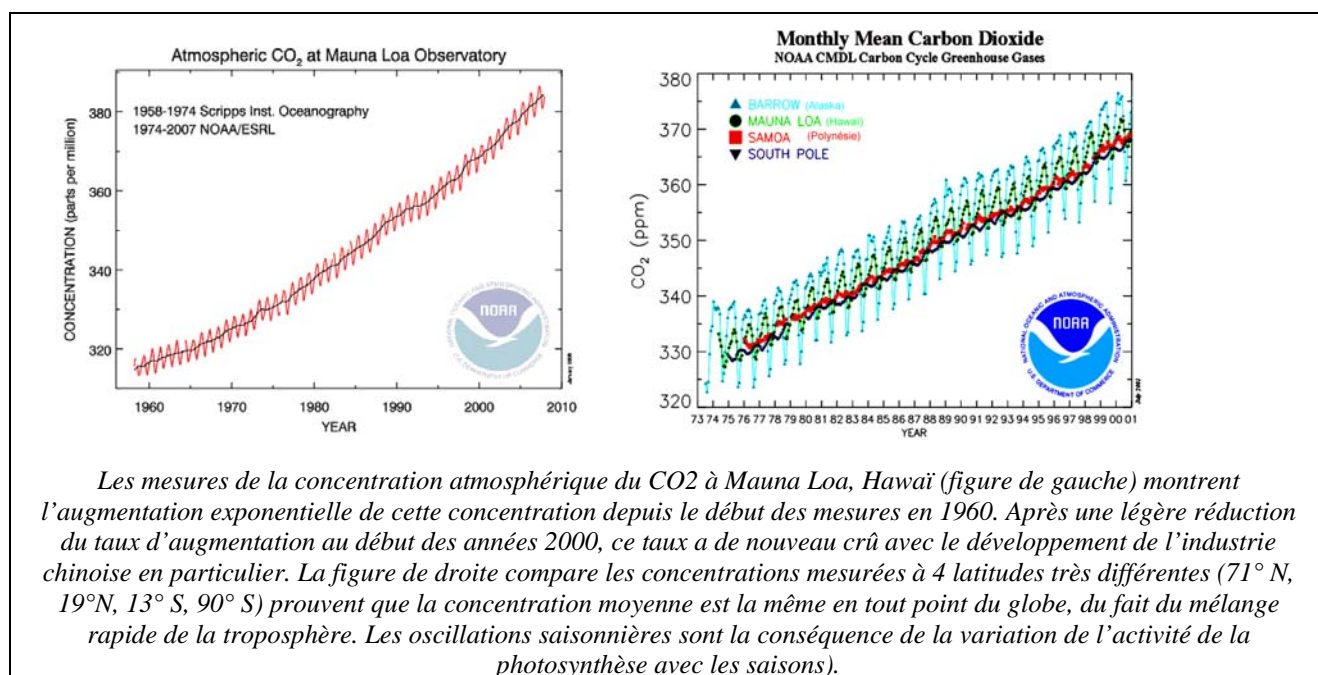 Atmospheric CO2 at Mauna Loa Observatory
1958-1974 Scripps Inst. Oceanography
1974-2007 NOAA/ESRL
CONCENTRATION (parts per million)
380
360
340
320
1960 1970 1980 1990 2000 2010
YEAR
NOAA
Monthly Mean Carbon Dioxide
NOAA CMDL Carbon Cycle Greenhouse Gases
BARROW (Alaska)
MAUNA LOA (Hawaï)
SAMOA (Polynésie)
SOUTH POLE
CO2 (ppm)
380
370
360
350
340
330
320
73 74 75 76 77 78 79 80 81 82 83 84 85 86 87 88 89 90 91 92 93 94 95 96 97 98 99 00 01
YEAR
NATIONAL OCEANIC AND ATMOSPHERIC ADMINISTRATION
NOAA
U.S. DEPARTMENT OF COMMERCE
Les mesures de la concentration atmosphérique du CO2 à Mauna Loa, Hawaï (figure de gauche) montrent
l’augmentation exponentielle de cette concentration depuis le début des mesures en 1960. Après une légère réduction
du taux d’augmentation au début des années 2000, ce taux a de nouveau crû avec le développement de l’industrie
chinoise en particulier. La figure de droite compare les concentrations mesurées à 4 latitudes très différentes (71° N,
19°N, 13° S, 90° S) prouvent que la concentration moyenne est la même en tout point du globe, du fait du mélange
rapide de la troposphère. Les oscillations saisonnières sont la conséquence de la variation de l’activité de la
photosynthèse avec les saisons).